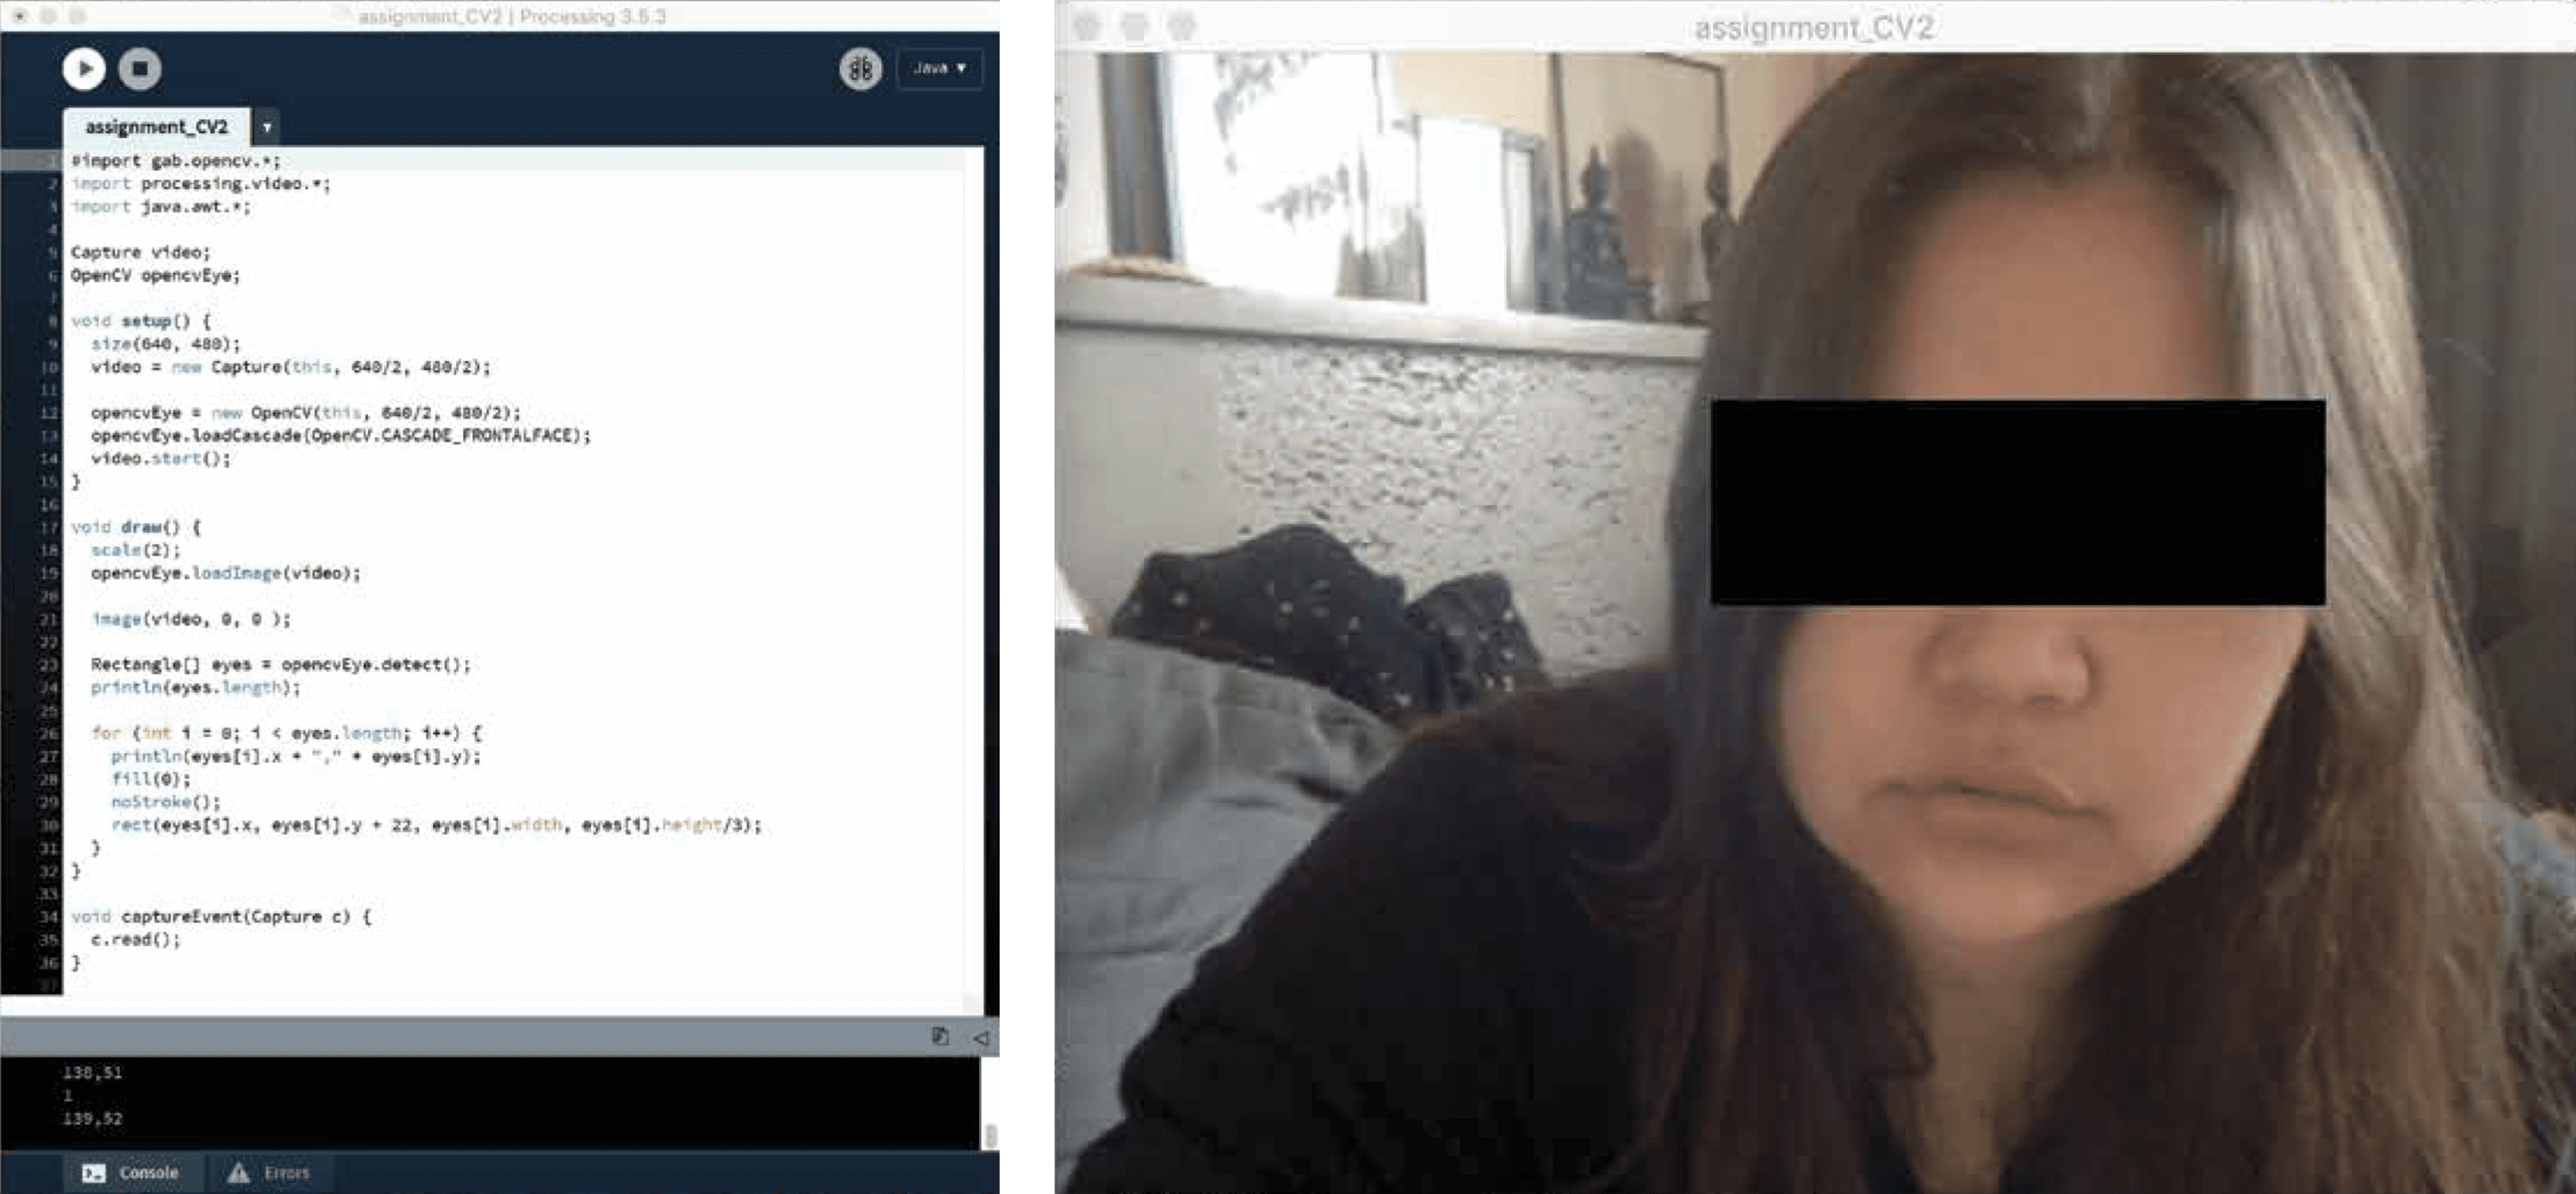 assignment_CV2 | Processing 3.5.3
Java ▾
assignment_CV2 ▾
1 #import gab.opencv.*;
2 import processing.video.*;
3 import java.awt.*;
4
5 Capture video;
6 OpenCV opencvEye;
7
8 void setup() {
9 size(640, 480);
10 video = new Capture(this, 640/2, 480/2);
11
12 opencvEye = new OpenCV(this, 640/2, 480/2);
13 opencvEye.loadCascade(OpenCV.CASCADE_FRONTALFACE);
14 video.start();
15 }
16
17 void draw() {
18 scale(2);
19 opencvEye.loadImage(video);
20
21 image(video, 0, 0 );
22
23 Rectangle[] eyes = opencvEye.detect();
24 println(eyes.length);
25
26 for (int i = 0; i < eyes.length; i++) {
27 println(eyes[i].x + "," + eyes[i].y);
28 fill(0);
29 noStroke();
30 rect(eyes[i].x, eyes[i].y + 22, eyes[i].width, eyes[i].height/3);
31 }
32 }
33
34 void captureEvent(Capture c) {
35 c.read();
36 }
37
138,51
1
139,52
Console
Errors
assignment_CV2